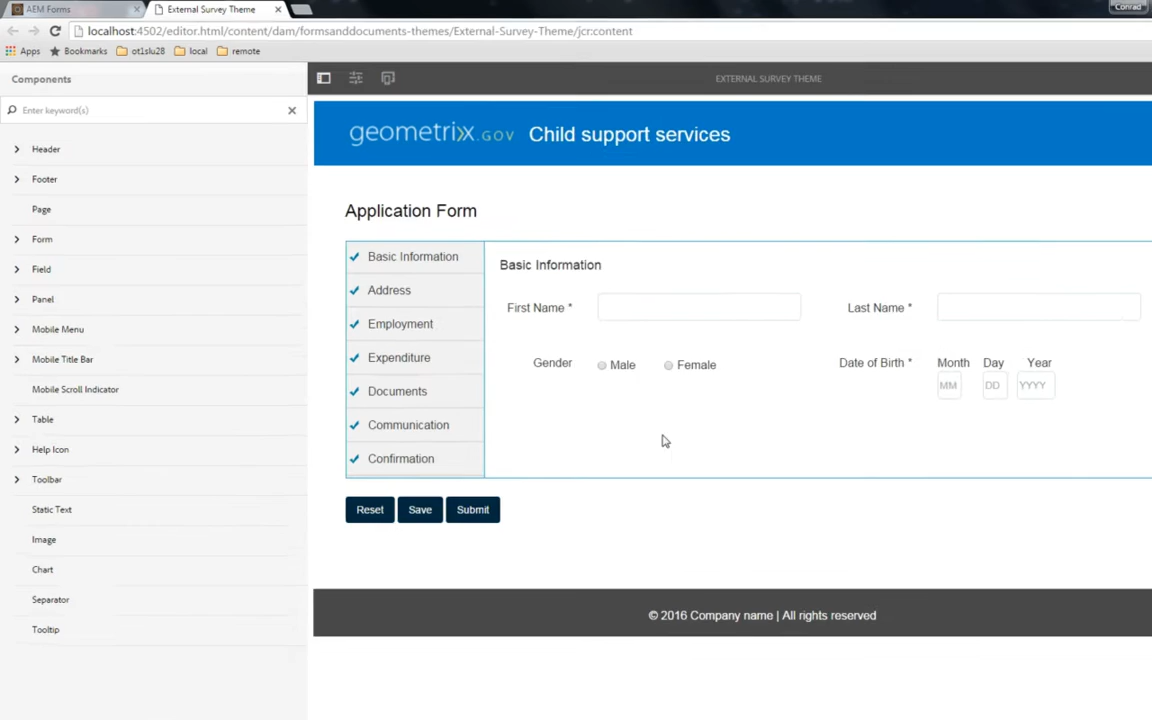 AEM Forms
External Survey Theme
Conrad
localhost:4502/editor.html/content/dam/formsanddocuments-themes/External-Survey-Theme/jcr:content
Apps
Bookmarks
ot1slu28
local
remote
Components
EXTERNAL SURVEY THEME
Enter keyword(s)
Header
Footer
Page
Form
Field
Panel
Mobile Menu
Mobile Title Bar
Mobile Scroll Indicator
Table
Help Icon
Toolbar
Static Text
Image
Chart
Separator
Tooltip
geometrixx.GOV Child support services
Application Form
Basic Information
Address
Employment
Expenditure
Documents
Communication
Confirmation
Basic Information
First Name *
Last Name *
Gender
Male
Female
Date of Birth *
Month Day Year
MM DD YYYY
Reset Save Submit
© 2016 Company name | All rights reserved